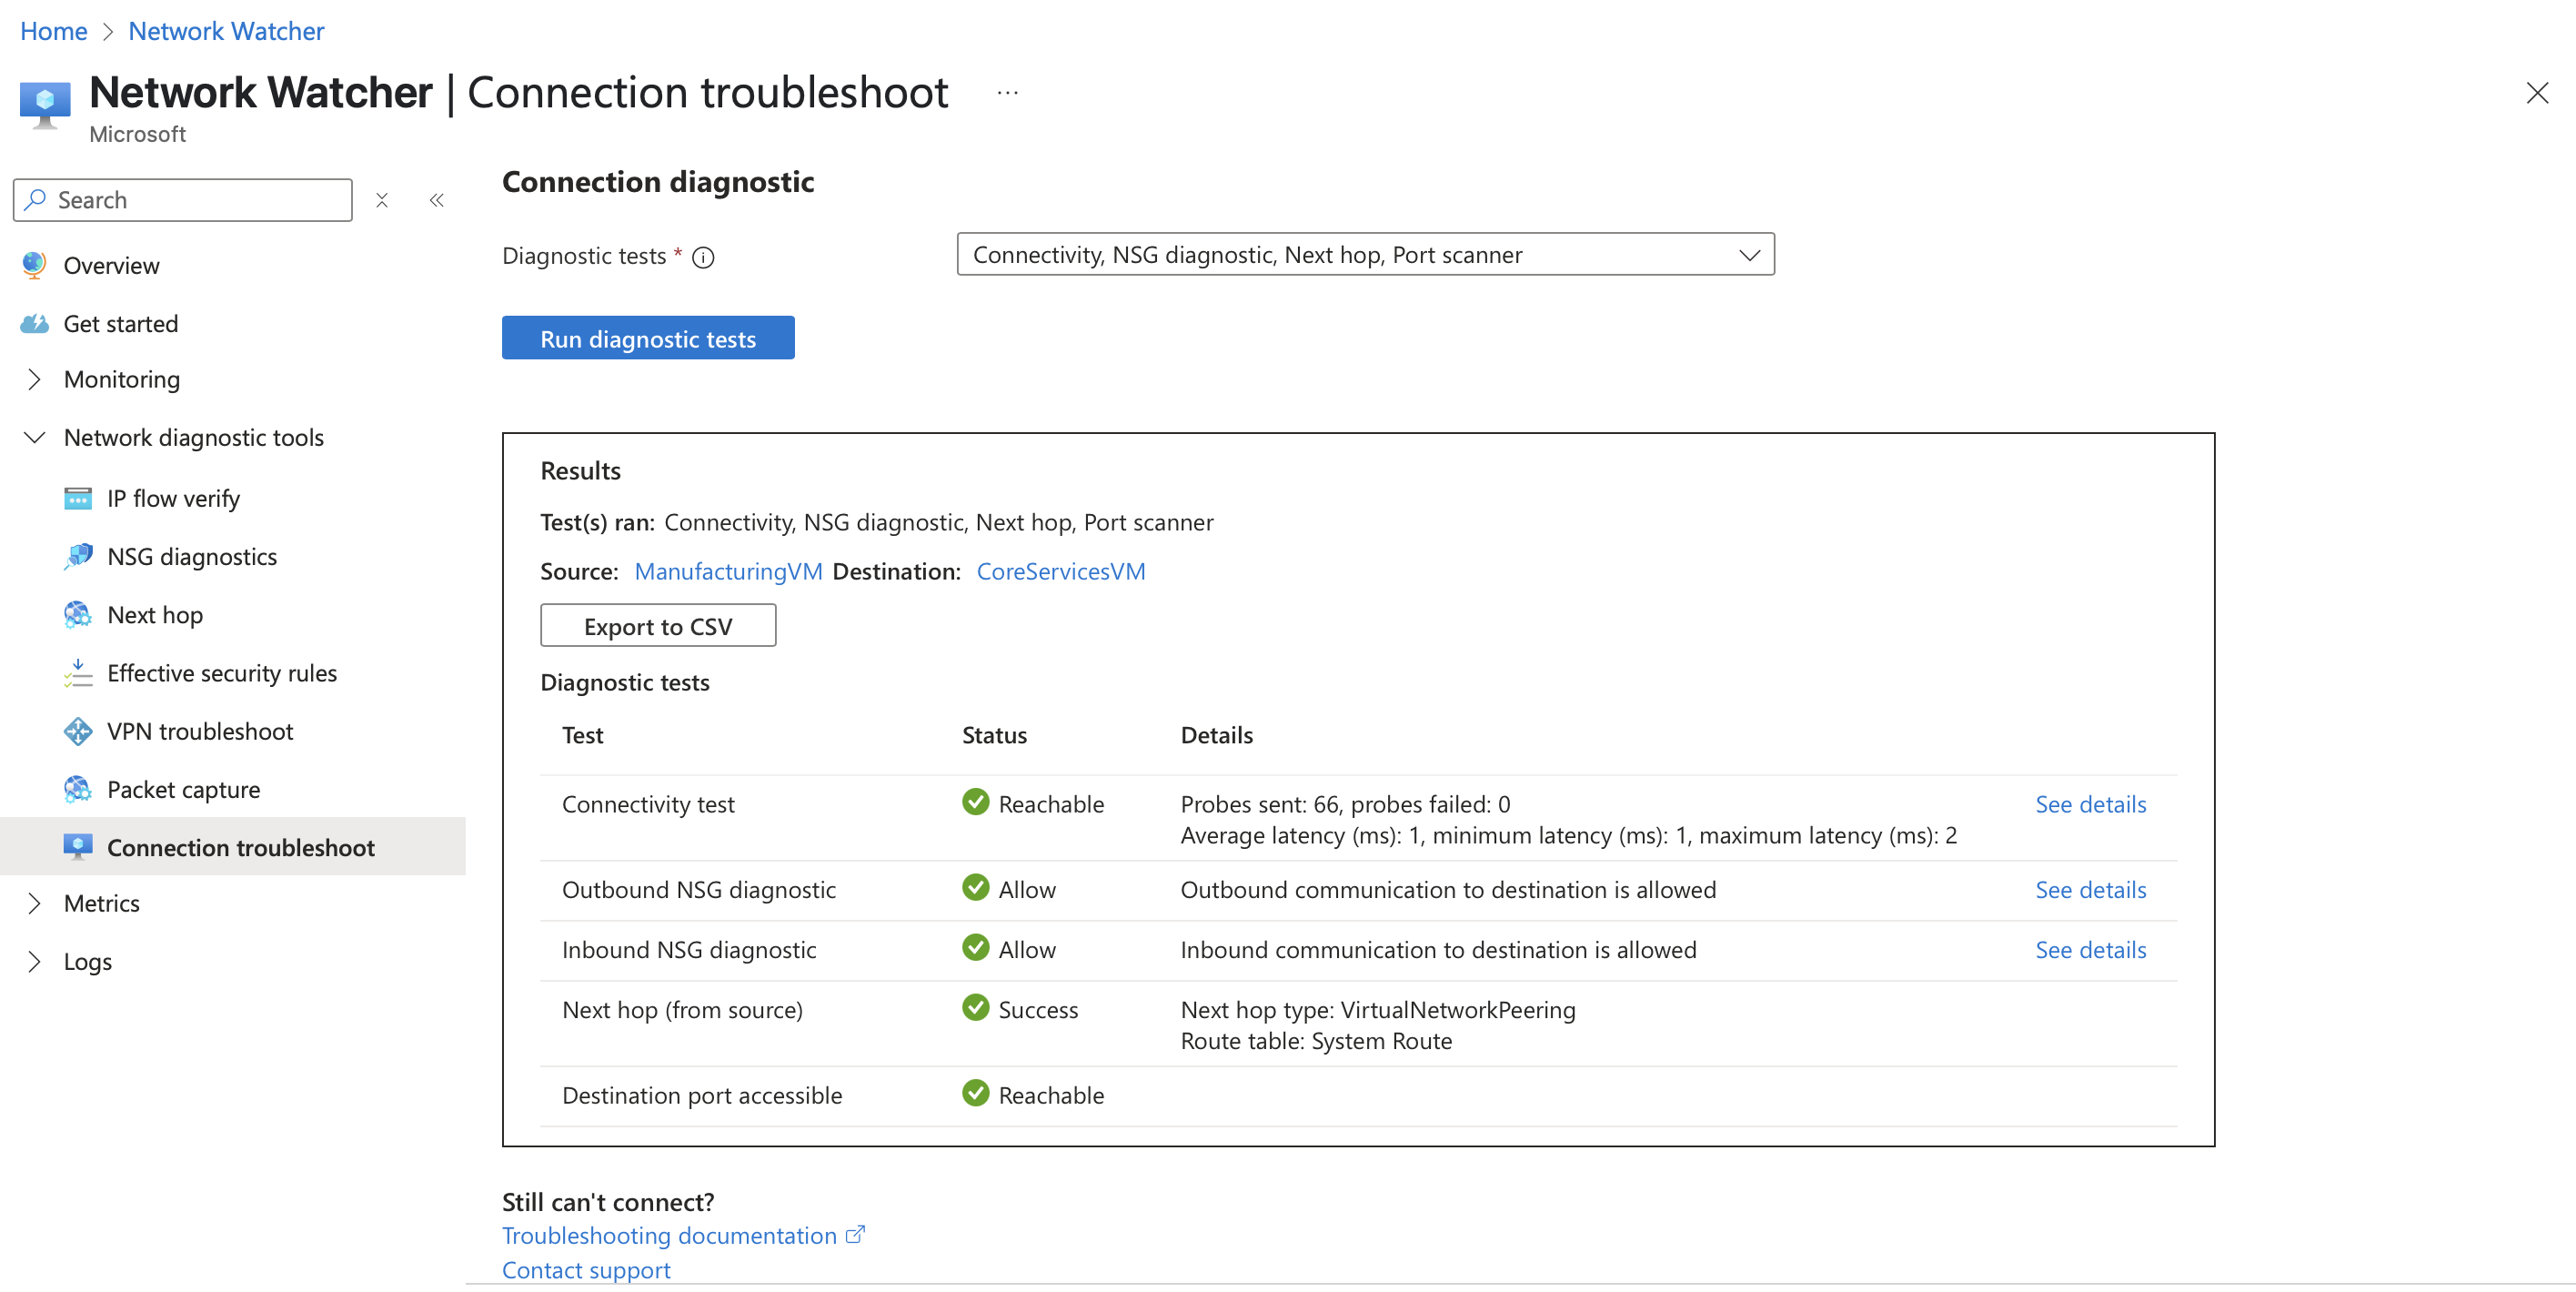 Home > Network Watcher
Network Watcher | Connection troubleshoot ...
Microsoft
Search
Overview
Get started
Monitoring
Network diagnostic tools
IP flow verify
NSG diagnostics
Next hop
Effective security rules
VPN troubleshoot
Packet capture
Connection troubleshoot
Metrics
Logs
Connection diagnostic
Diagnostic tests *
Connectivity, NSG diagnostic, Next hop, Port scanner
Run diagnostic tests
Results
Test(s) ran: Connectivity, NSG diagnostic, Next hop, Port scanner
Source: ManufacturingVM Destination: CoreServicesVM
Export to CSV
Diagnostic tests
Test Status Details
Connectivity test Reachable Probes sent: 66, probes failed: 0 See details
Average latency (ms): 1, minimum latency (ms): 1, maximum latency (ms): 2
Outbound NSG diagnostic Allow Outbound communication to destination is allowed See details
Inbound NSG diagnostic Allow Inbound communication to destination is allowed See details
Next hop (from source) Success Next hop type: VirtualNetworkPeering
Route table: System Route
Destination port accessible Reachable
Still can't connect?
Troubleshooting documentation
Contact support